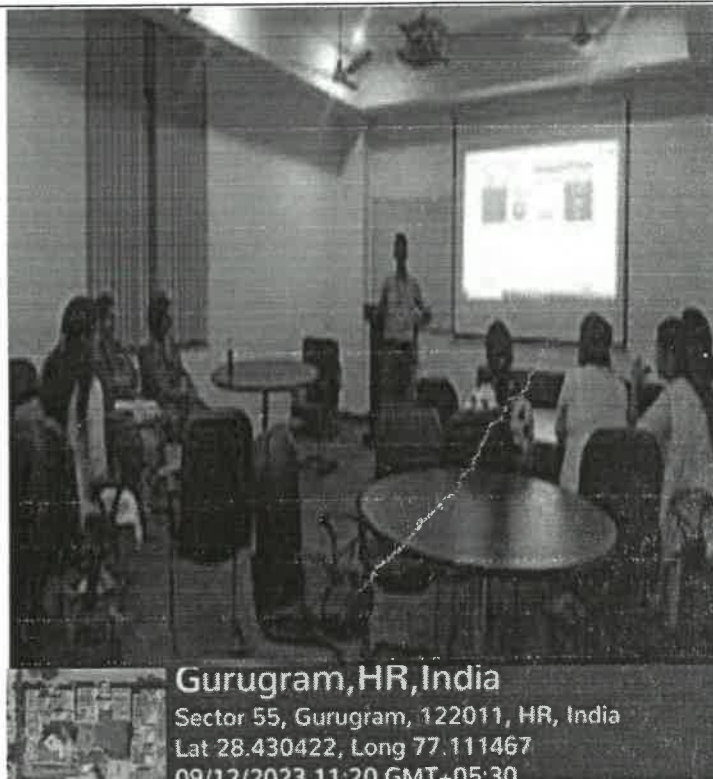 Gurugram,HR,India
Sector 55, Gurugram, 122011, HR, India
Lat 28.430422, Long 77.111467
09/12/2023 11:20 GMT+05:30